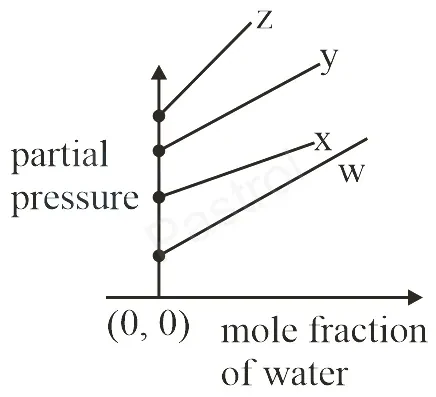 z
y
partial
pressure
x
w
(0, 0)
mole fraction
of water